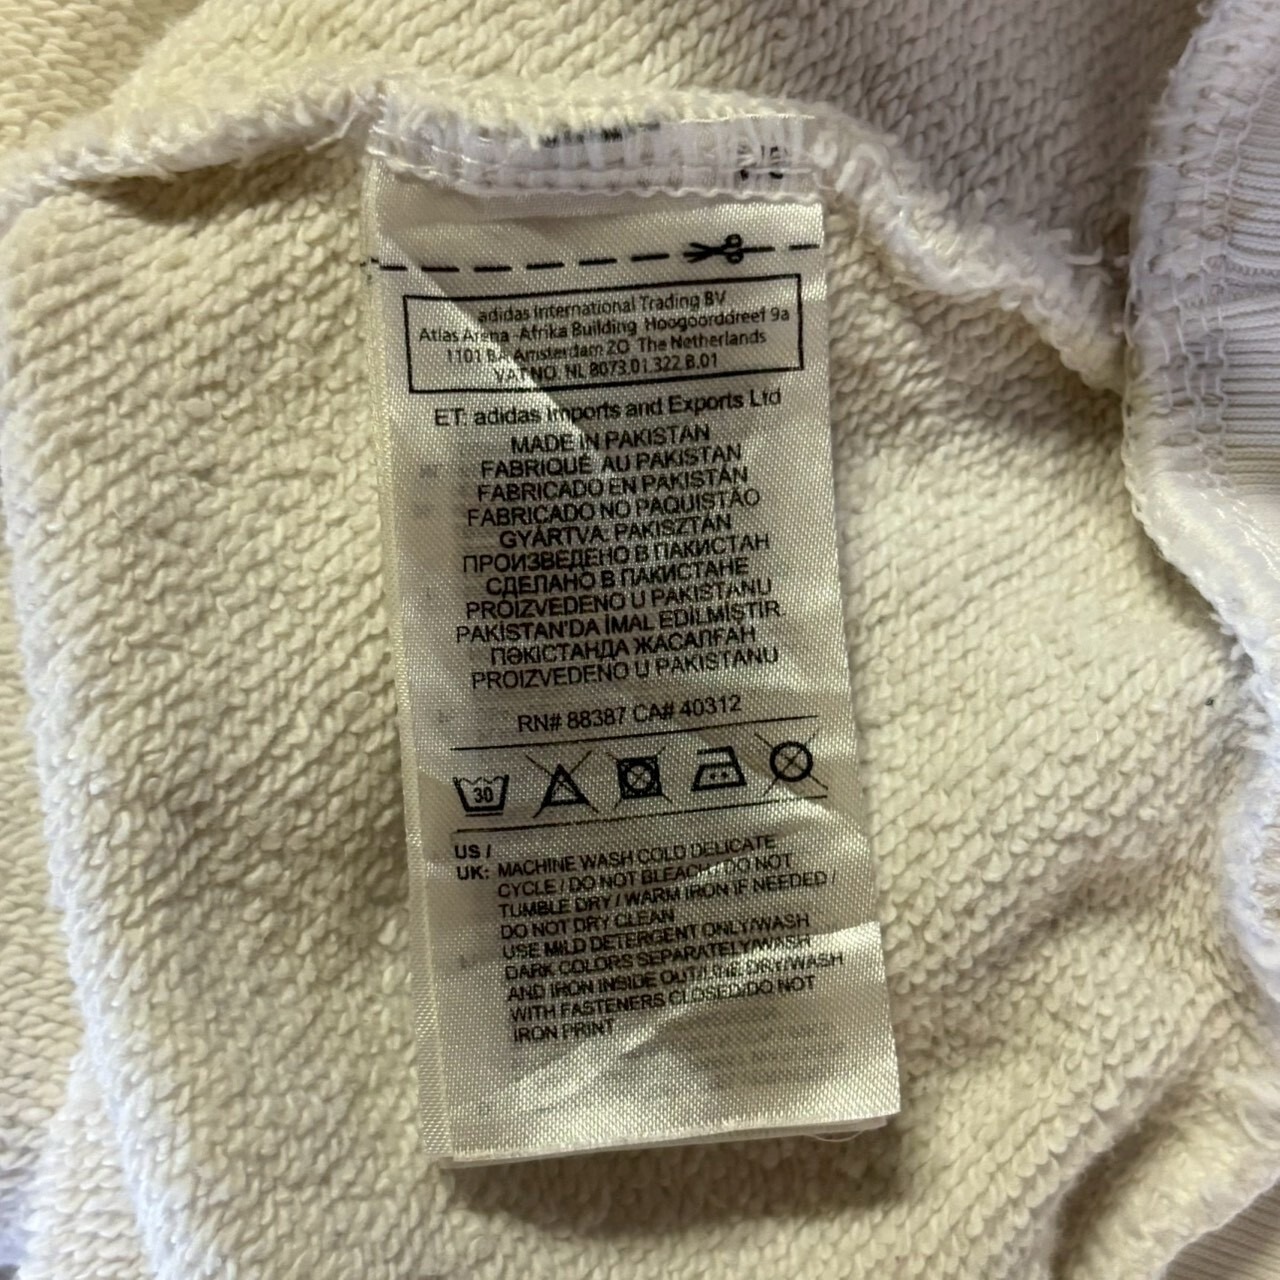 adidas International Trading BV
Atlas Arena -Afrika Building Hoogoorddreef 9a
1101 BA Amsterdam ZO The Netherlands
VAT NO. NL 8073.01.322.B.01
ET: adidas Imports and Exports Ltd
MADE IN PAKISTAN
FABRIQUÉ AU PAKISTAN
FABRICADO EN PAKISTÁN
FABRICADO NO PAQUISTÃO
GYÁRTVA: PAKISZTÁN
ПРОИЗВЕДЕНО В ПАКИСТАН
СДЕЛАНО В ПАКИСТАНЕ
PROIZVEDENO U PAKISTANU
PAKİSTAN'DA İMAL EDİLMİŞTİR.
ПӘКІСТАНДА ЖАСАЛҒАН
PROIZVEDENO U PAKISTANU
RN# 88387 CA# 40312
30
US /
UK: MACHINE WASH COLD DELICATE
CYCLE / DO NOT BLEACH / DO NOT
TUMBLE DRY / WARM IRON IF NEEDED /
DO NOT DRY CLEAN
USE MILD DETERGENT ONLY/WASH
DARK COLORS SEPARATELY/WASH
AND IRON INSIDE OUT/LINE DRY/WASH
WITH FASTENERS CLOSED/DO NOT
IRON PRINT